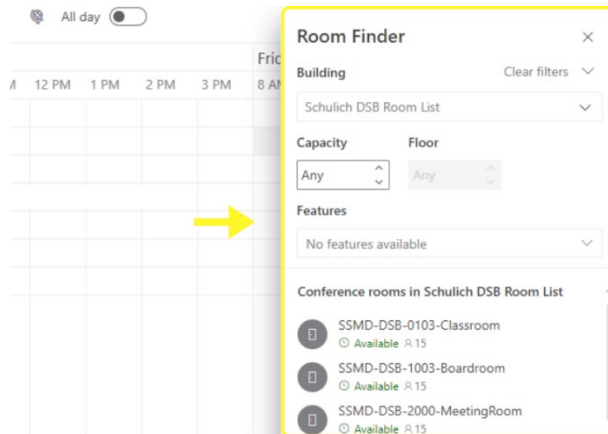 All day
Room Finder
Building
Clear filters
12 PM 1 PM 2 PM 3 PM 8 AM
Schulich DSB Room List
Capacity Floor
Any Any
Features
No features available
Conference rooms in Schulich DSB Room List
SSMD-DSB-0103-Classroom
Available 15
SSMD-DSB-1003-Boardroom
Available 15
SSMD-DSB-2000-MeetingRoom
Available 15